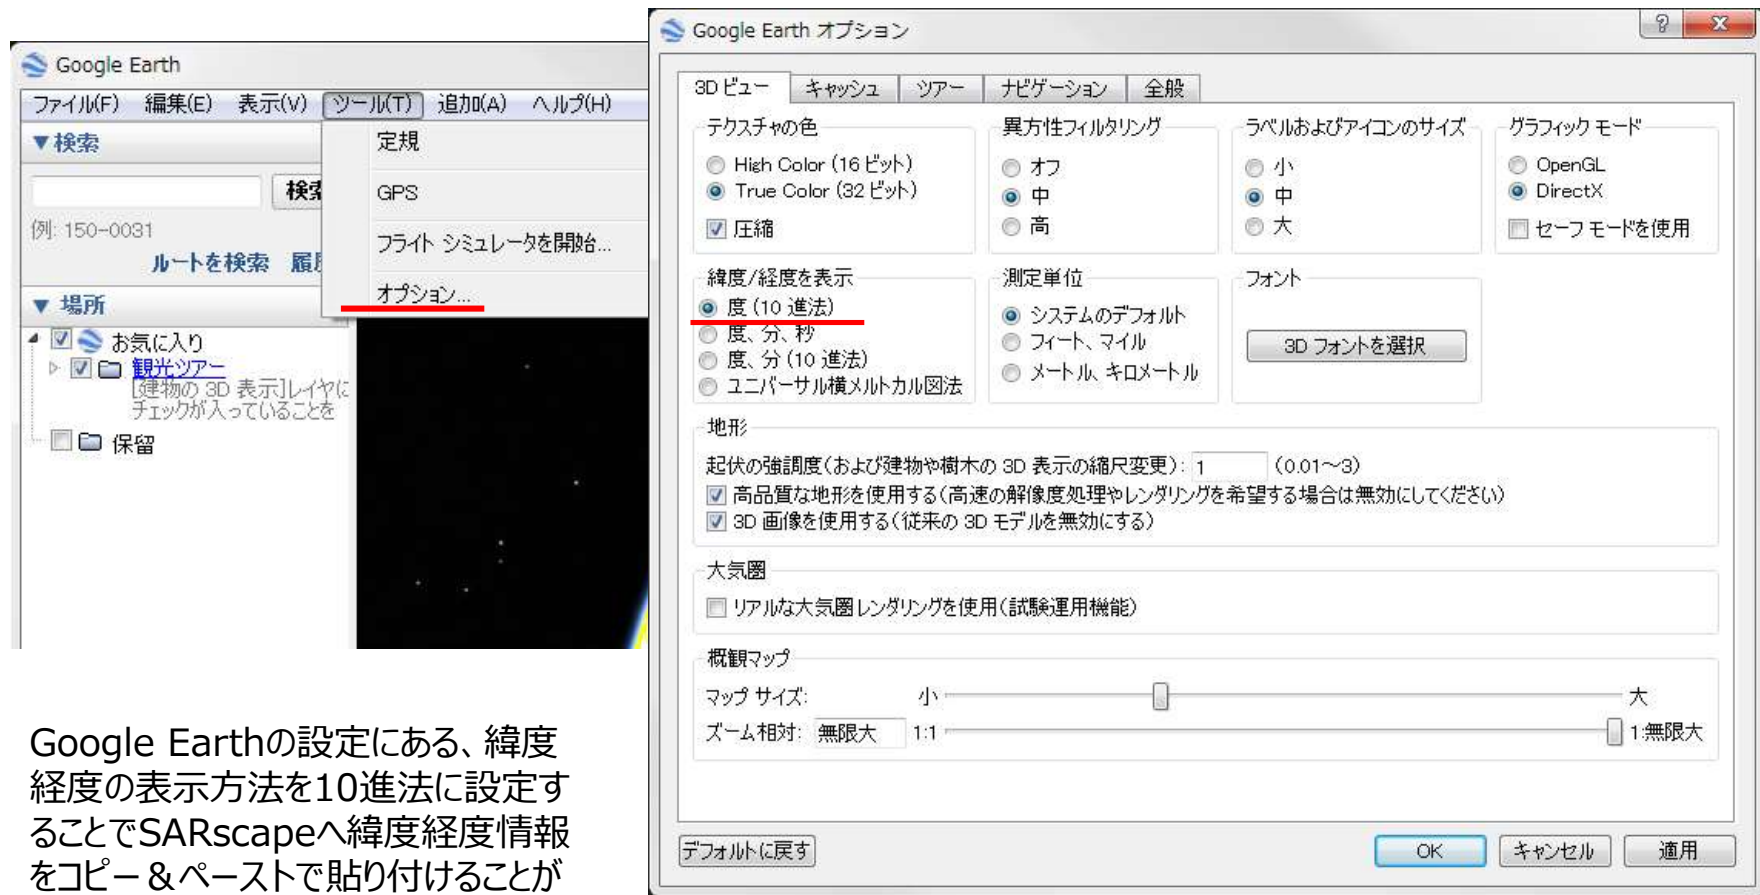 Google Earth
ファイル(F) 編集(E) 表示(V) ツール(T) 追加(A) ヘルプ(H)
▼検索
検索
例: 150-0031
ルートを検索 履歴
▼ 場所
お気に入り
観光ツアー
[建物の 3D 表示]レイヤに
チェックが入っていることを
保留
定規
GPS
フライト シミュレータを開始...
オプション...
Google Earthの設定にある、緯度
経度の表示方法を10進法に設定す
ることでSARscapeへ緯度経度情報
をコピー&ペーストで貼り付けることが
Google Earth オプション
3D ビュー キャッシュ ツアー ナビゲーション 全般
テクスチャの色
High Color (16 ビット)
True Color (32 ビット)
圧縮
異方性フィルタリング
オフ
中
高
ラベルおよびアイコンのサイズ
小
中
大
グラフィック モード
OpenGL
DirectX
セーフ モードを使用
緯度/経度を表示
度 (10 進法)
度、分、秒
度、分 (10 進法)
ユニバーサル横メルトカル図法
測定単位
システムのデフォルト
フィート、マイル
メートル、キロメートル
フォント
3D フォントを選択
地形
起伏の強調度(および建物や樹木の 3D 表示の縮尺変更): 1 (0.01～3)
高品質な地形を使用する(高速の解像度処理やレンダリングを希望する場合は無効にしてください)
3D 画像を使用する(従来の 3D モデルを無効にする)
大気圏
リアルな大気圏レンダリングを使用(試験運用機能)
概観マップ
マップ サイズ: 小 大
ズーム相対: 無限大 1:1 1:無限大
デフォルトに戻す OK キャンセル 適用